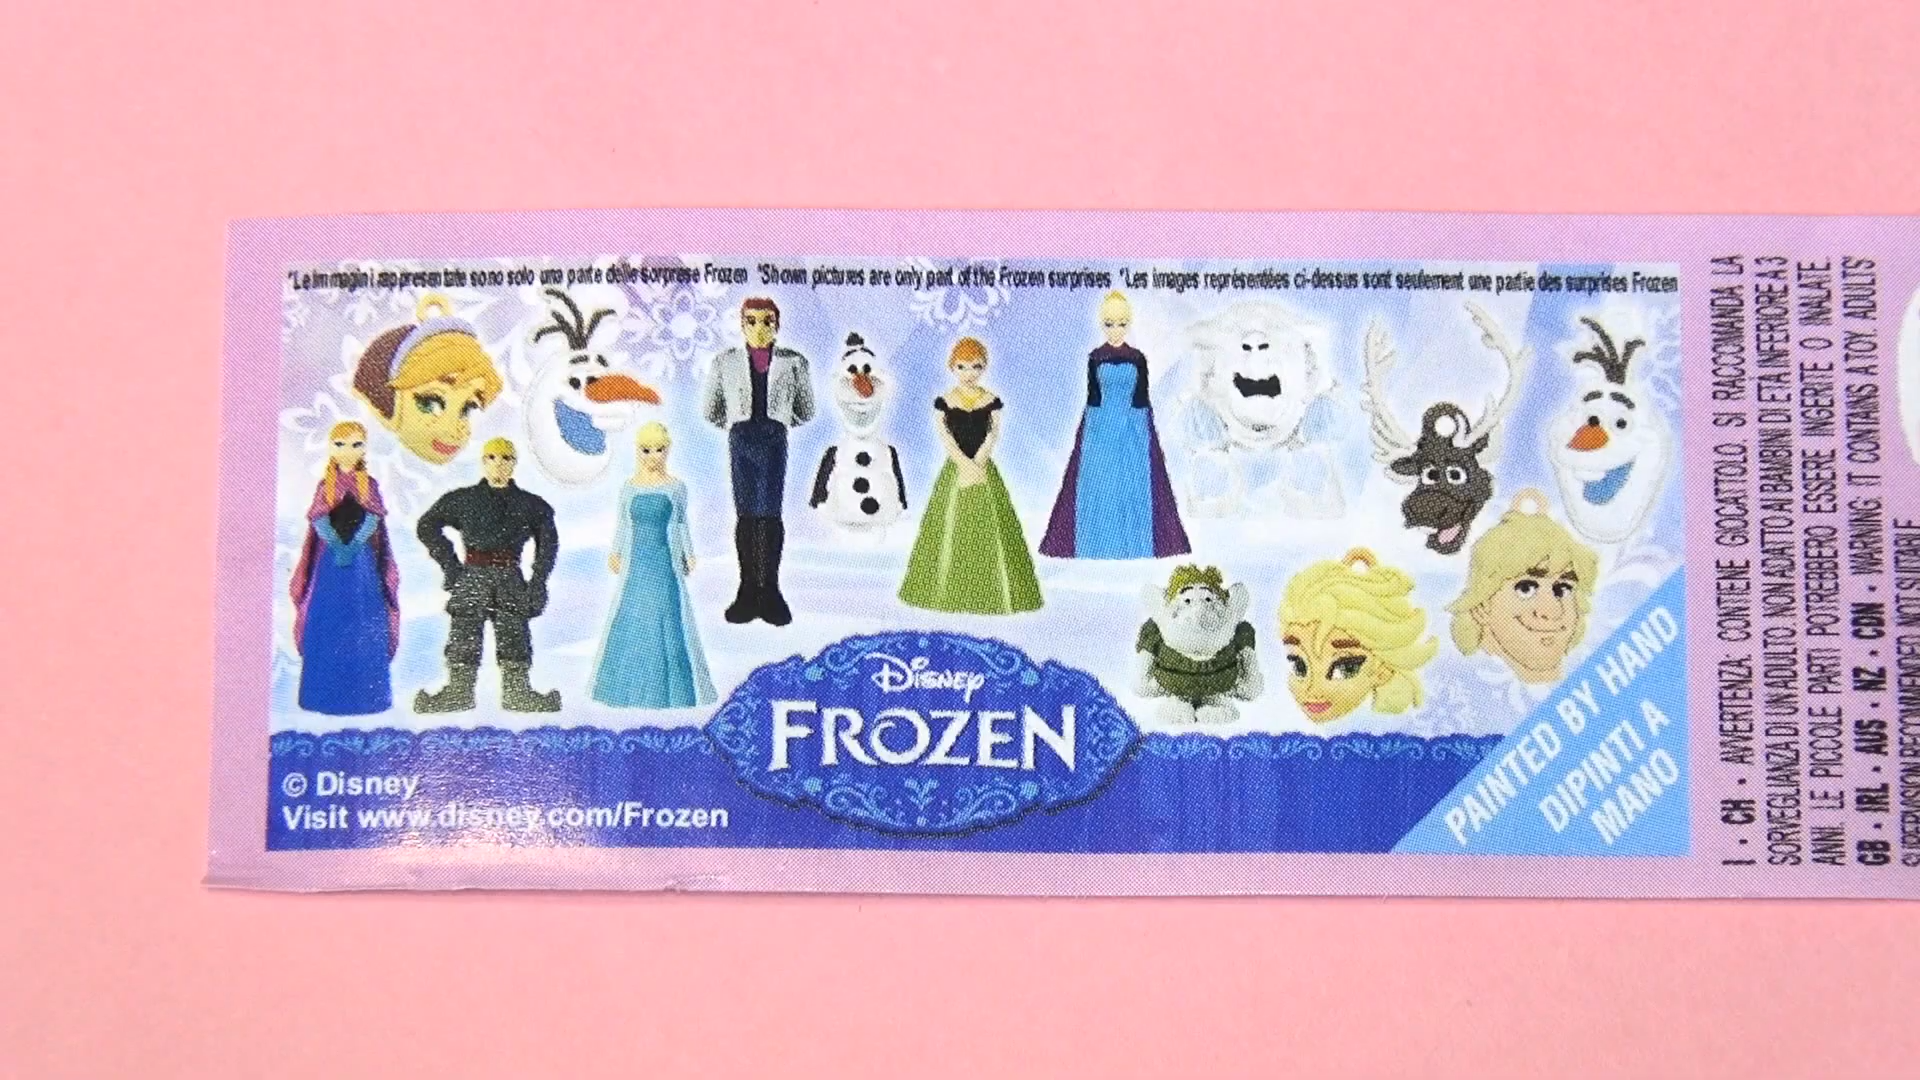 *Le immagini rappresentate sono solo una parte delle sorprese Frozen *Shown pictures are only part of the Frozen surprises *Les images représentées ci-dessus sont seulement une partie des surprises Frozen
Disney
FROZEN
© Disney
Visit www.disney.com/Frozen
PAINTED BY HAND
DIPINTI A
MANO
I • CH • AVVERTENZA: CONTIENE GIOCATTOLO. SI RACCOMANDA LA
SORVEGLIANZA DI UN ADULTO. NON ADATTO AI BAMBINI DI ETÀ INFERIORE A 3
ANNI. LE PICCOLE PARTI POTREBBERO ESSERE INGERITE O INALATE.
GB • IRL • AUS • NZ • CDN • WARNING: IT CONTAINS A TOY. ADULTS
SUPERVISION RECOMMENDED. NOT SUITABLE